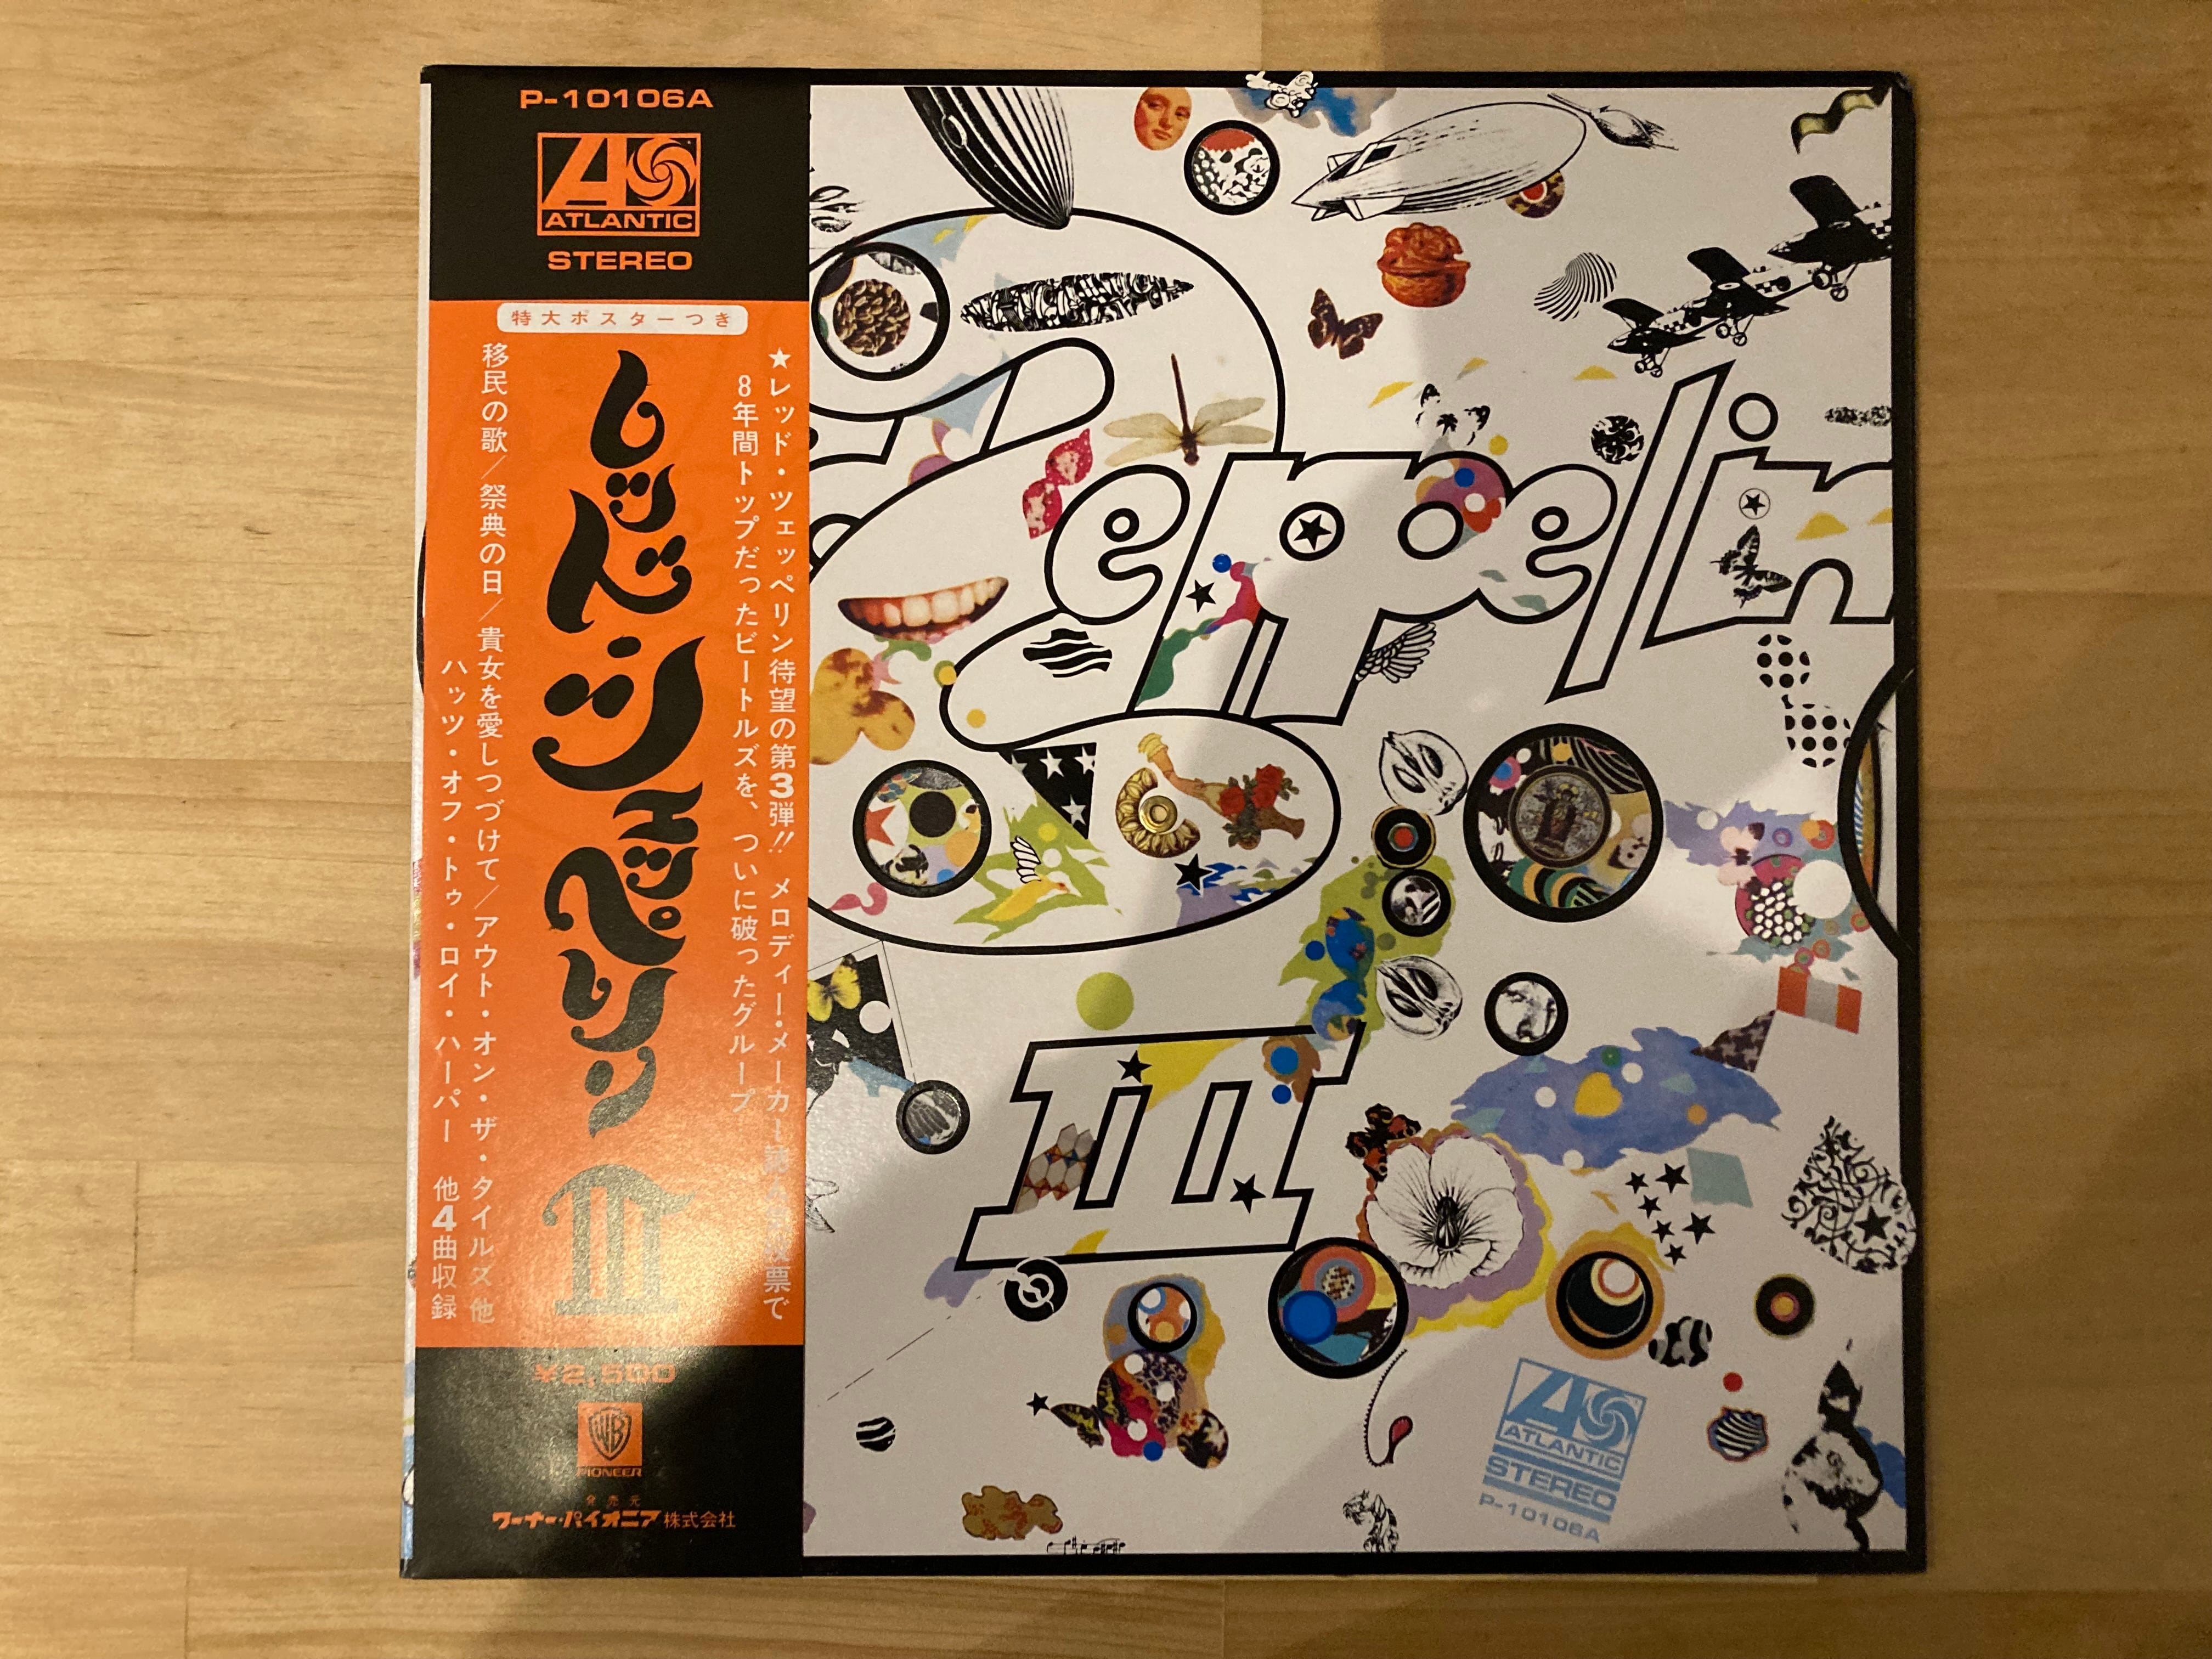 P-10106A
ATLANTIC
STEREO
特大ポスターつき
★レッド・ツェッペリン待望の第3弾!! メロディー・メーカー誌 投票で
8年間トップだったビートルズを、ついに破ったグループ
レッド・ツェッペリン III
移民の歌/祭典の日/貴女を愛しつづけて/アウト・オン・ザ・タイルズ 他
ハッツ・オフ・トゥ・ロイ・ハーパー 他4曲収録
¥2,500
WB
PIONEER
発売元
ワーナー・パイオニア株式会社
Zeppelin
III
ATLANTIC
STEREO
P-10106A